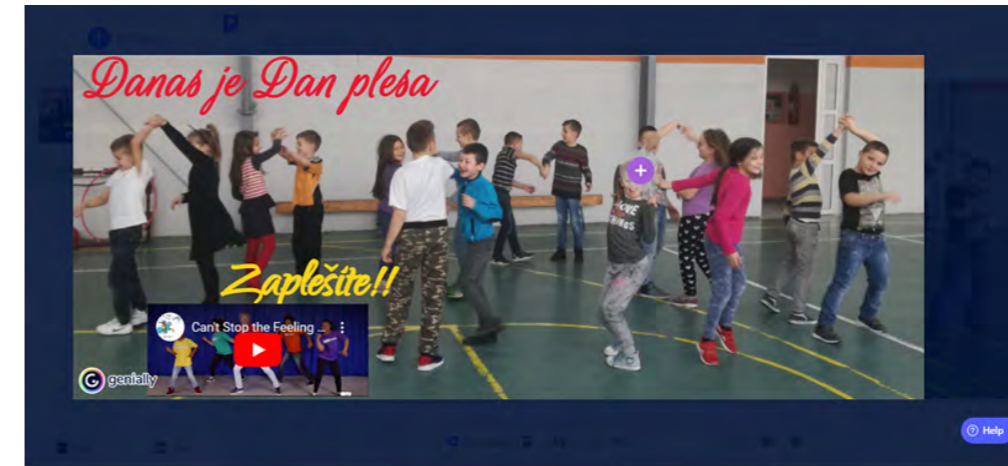 Danas je Dan plesa
Zaplešite!!
Can't Stop the Feeling ...
G genially
Help